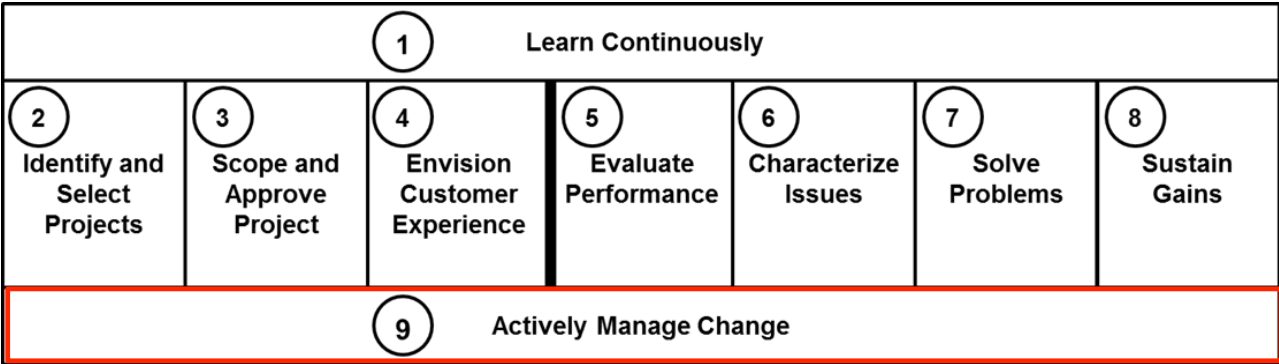 1 Learn Continuously
2
Identify and
Select
Projects
3
Scope and
Approve
Project
4
Envision
Customer
Experience
5
Evaluate
Performance
6
Characterize
Issues
7
Solve
Problems
8
Sustain
Gains
9 Actively Manage Change